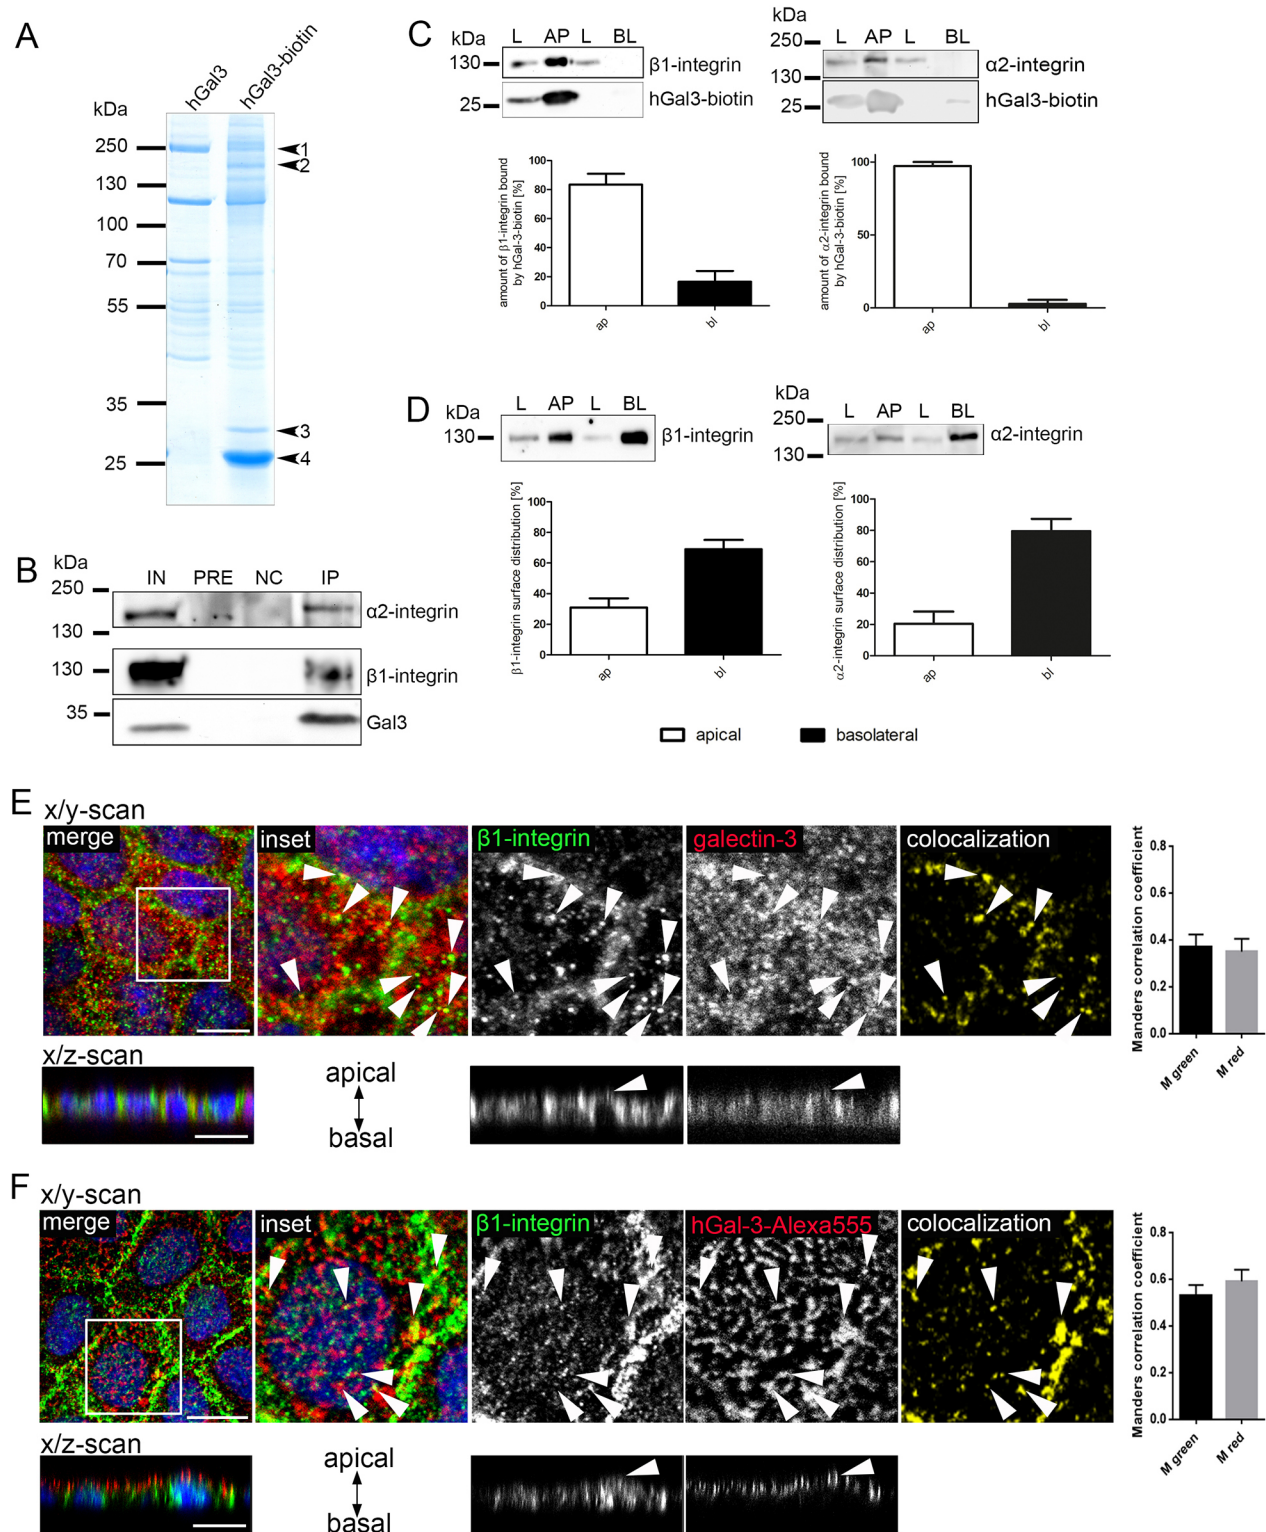 A
hGal3
hGal3-biotin
kDa
250
130
100
70
55
35
25
1
2
3
4
B
kDa
IN PRE NC IP
250
130
α2-integrin
130
β1-integrin
35
Gal3
C
kDa
L AP L BL
130
β1-integrin
25
hGal3-biotin
amount of β1-integrin bound
by hGal-3-biotin [%]
100
80
60
40
20
0
ap
bl
kDa
250
L AP L BL
130
α2-integrin
25
hGal3-biotin
amount of α2-integrin bound
by hGal-3-biotin [%]
100
50
0
ap
bl
D
kDa
L AP L BL
130
β1-integrin
β1-integrin surface distribution [%]
100
80
60
40
20
0
ap
bl
kDa
250
L AP L BL
130
α2-integrin
α2-integrin surface distribution [%]
100
80
60
40
20
0
ap
bl
apical
basolateral
E
x/y-scan
merge
inset
β1-integrin
galectin-3
colocalization
Manders correlation coefficient
0.8
0.6
0.4
0.2
0.0
M green
M red
x/z-scan
apical
basal
F
x/y-scan
merge
inset
β1-integrin
hGal-3-Alexa555
colocalization
Manders correlation coefficient
0.8
0.6
0.4
0.2
0.0
M green
M red
x/z-scan
apical
basal